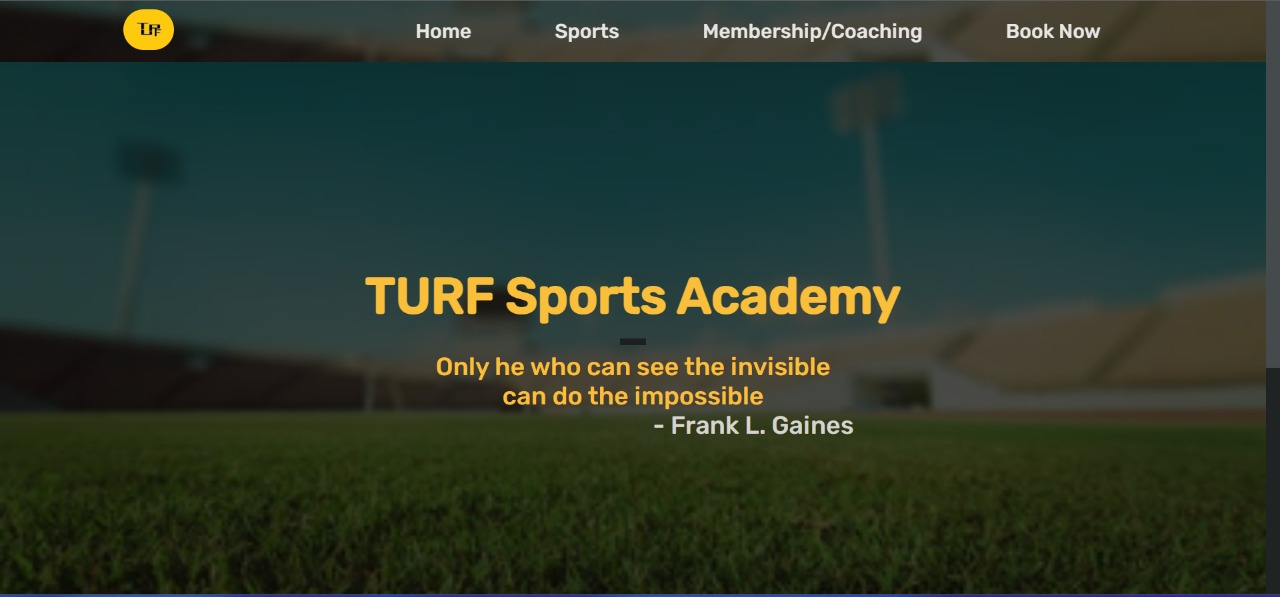 TURF
Home Sports Membership/Coaching Book Now
TURF Sports Academy
Only he who can see the invisible
can do the impossible
- Frank L. Gaines